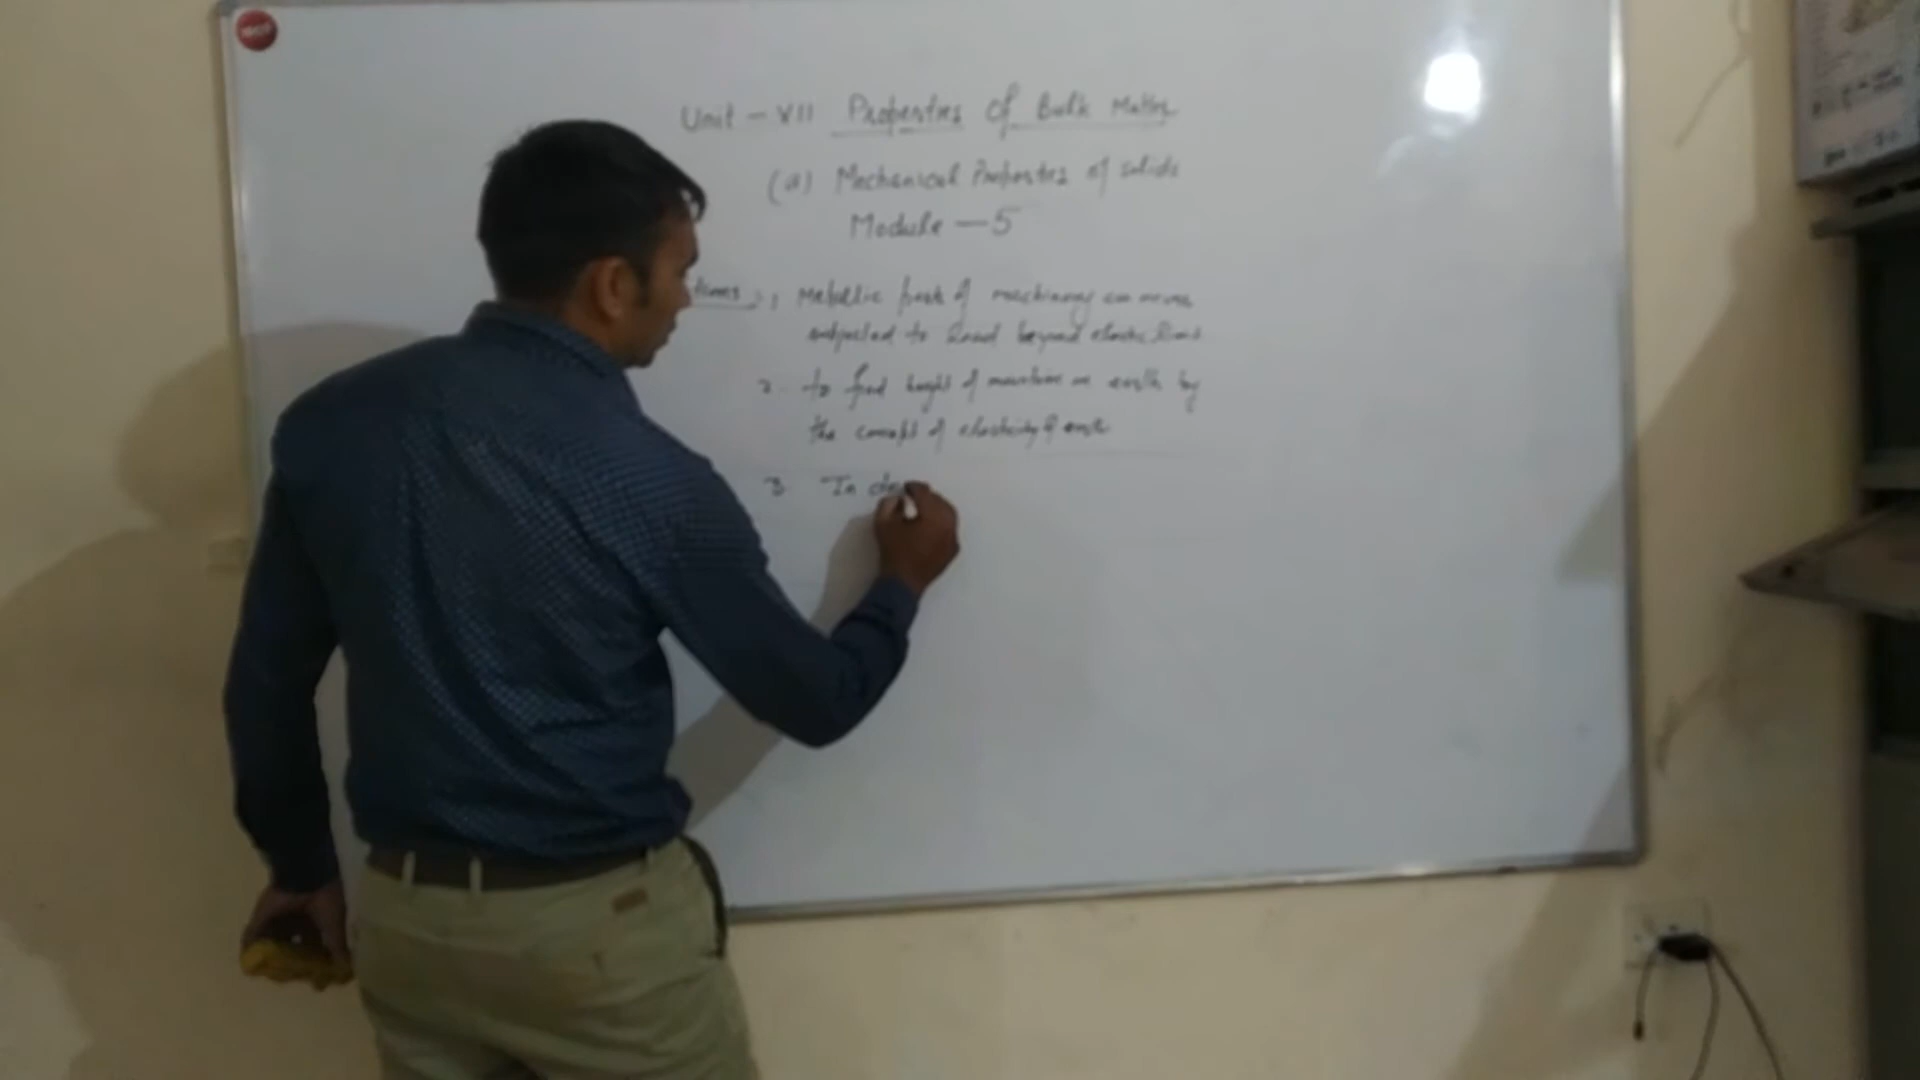 Unit - VII Properties of Bulk Matter
(a) Mechanical Properties of solids
Module - 5
1 Metallic part of machinery are never
subjected to load beyond elastic limit
2. to find height of mountain on earth by
the concept of elasticity of earth
3. In